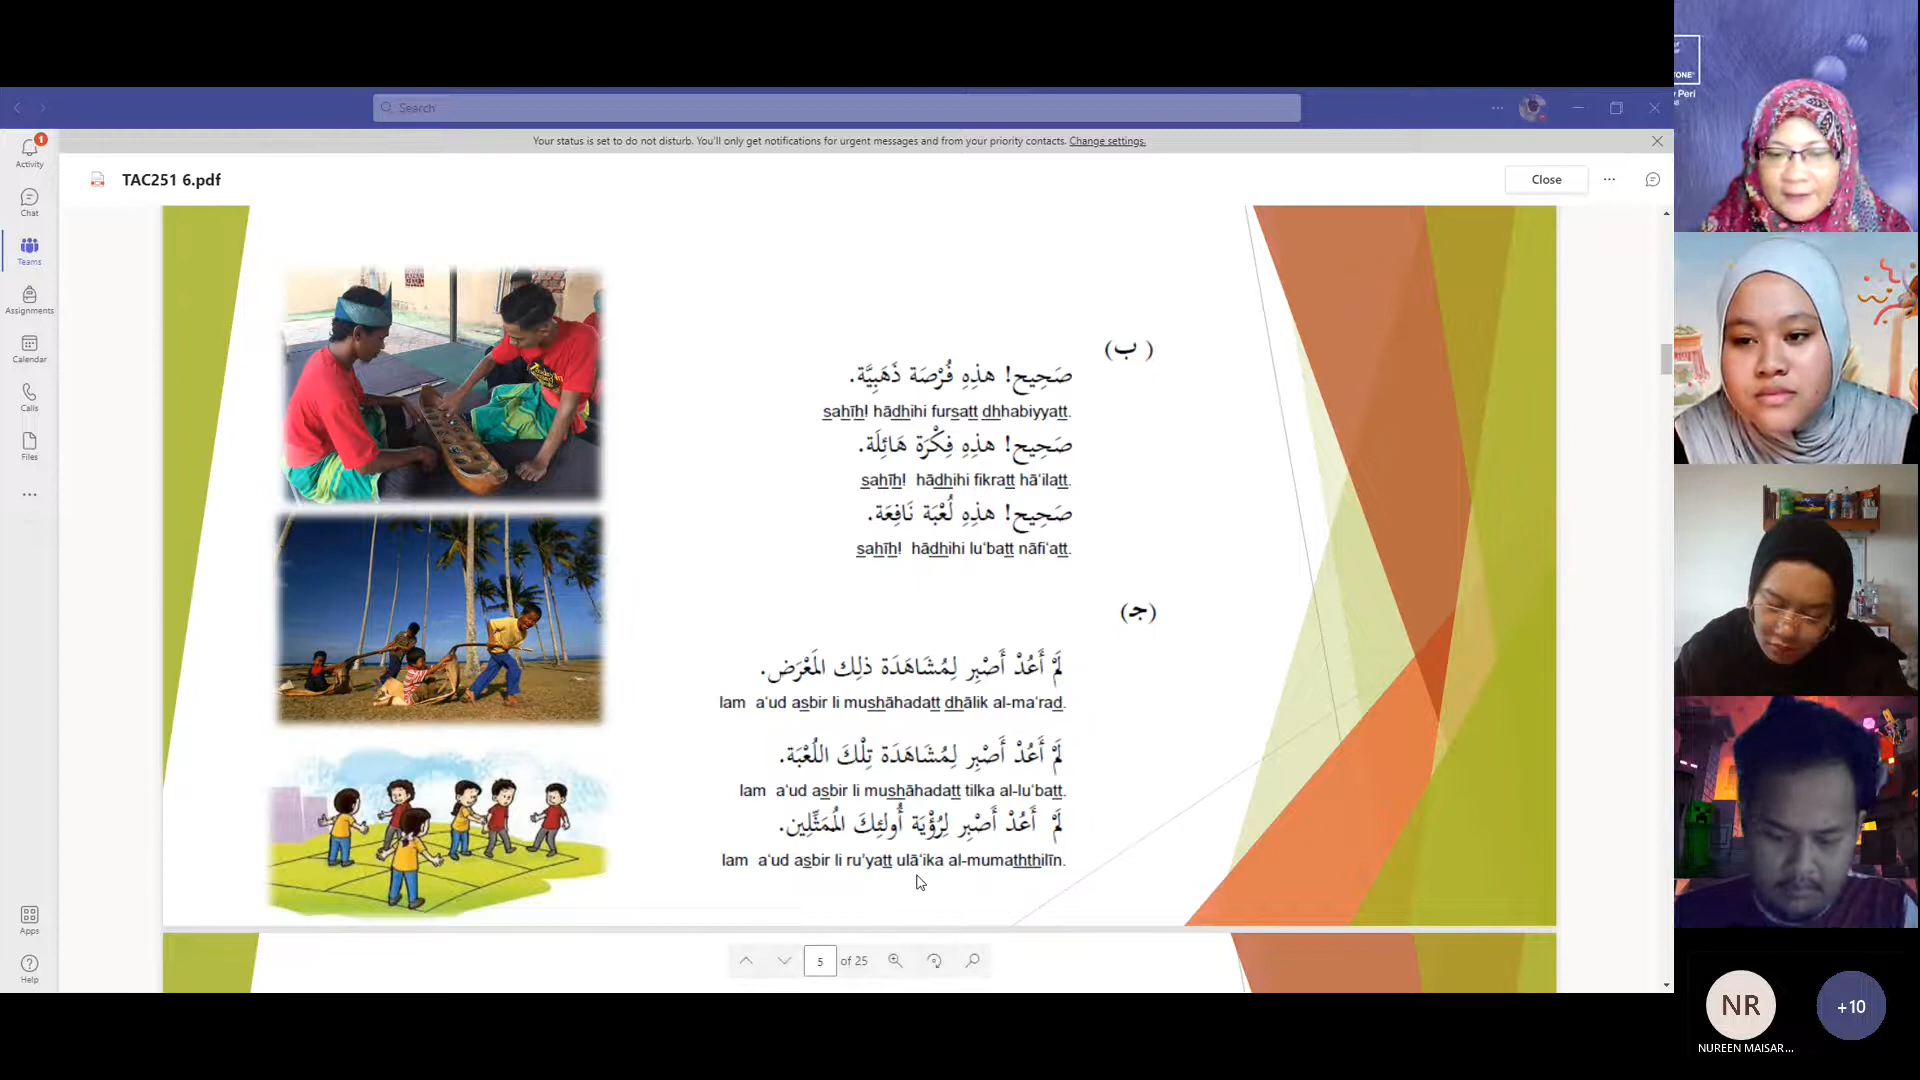 Search
Your status is set to do not disturb. You'll only get notifications for urgent messages and from your priority contacts. Change settings.
1
Activity
Chat
Teams
Assignments
Calendar
Calls
Files
Apps
Help
TAC251 6.pdf
Close
(ب )
صَحِيح! هذِهِ فُرْصَة ذَهَبِيَّة.
sahīh! hādhihi fursatt dhhabiyyatt.
صَحِيح! هذِهِ فِكْرَة هَائِلَة.
sahīh! hādhihi fikratt hā'ilatt.
صَحِيح! هذِهِ لُعْبَة نَافِعَة.
sahīh! hādhihi lu'batt nāfi'att.
(جـ)
لَمْ أَعُدْ أَصْبِر لِمُشَاهَدَة ذلِك المَعْرَض.
lam a'ud asbir li mushāhadatt dhālik al-ma'rad.
لَمْ أَعُدْ أَصْبِر لِمُشَاهَدَة تِلْكَ اللُعْبَة.
lam a'ud asbir li mushāhadatt tilka al-lu'batt.
لَمْ أَعُدْ أَصْبِر لِرُؤْيَة أُولئِكَ المُمَثِّلِين.
lam a'ud asbir li ru'yatt ulā'ika al-mumaththilīn.
5 of 25
NR
+10
NUREEN MAISAR...